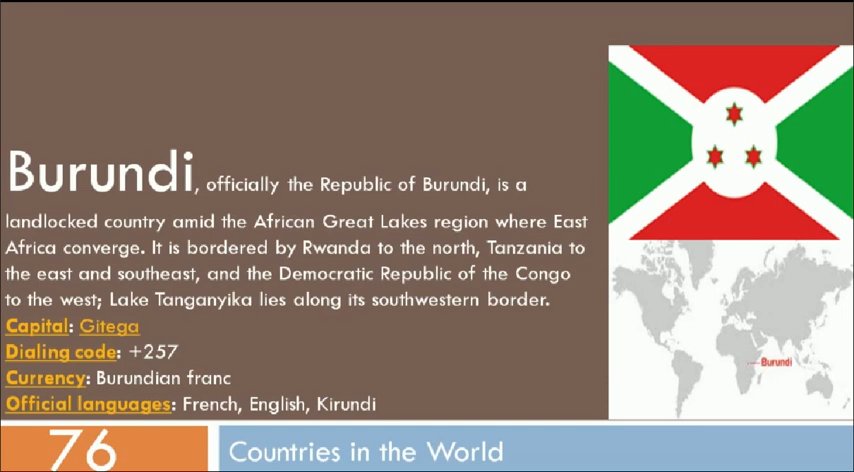 Burundi, officially the Republic of Burundi, is a
landlocked country amid the African Great Lakes region where East
Africa converge. It is bordered by Rwanda to the north, Tanzania to
the east and southeast, and the Democratic Republic of the Congo
to the west; Lake Tanganyika lies along its southwestern border.
Capital: Gitega
Dialing code: +257
Currency: Burundian franc
Official languages: French, English, Kirundi
Burundi
76
Countries in the World